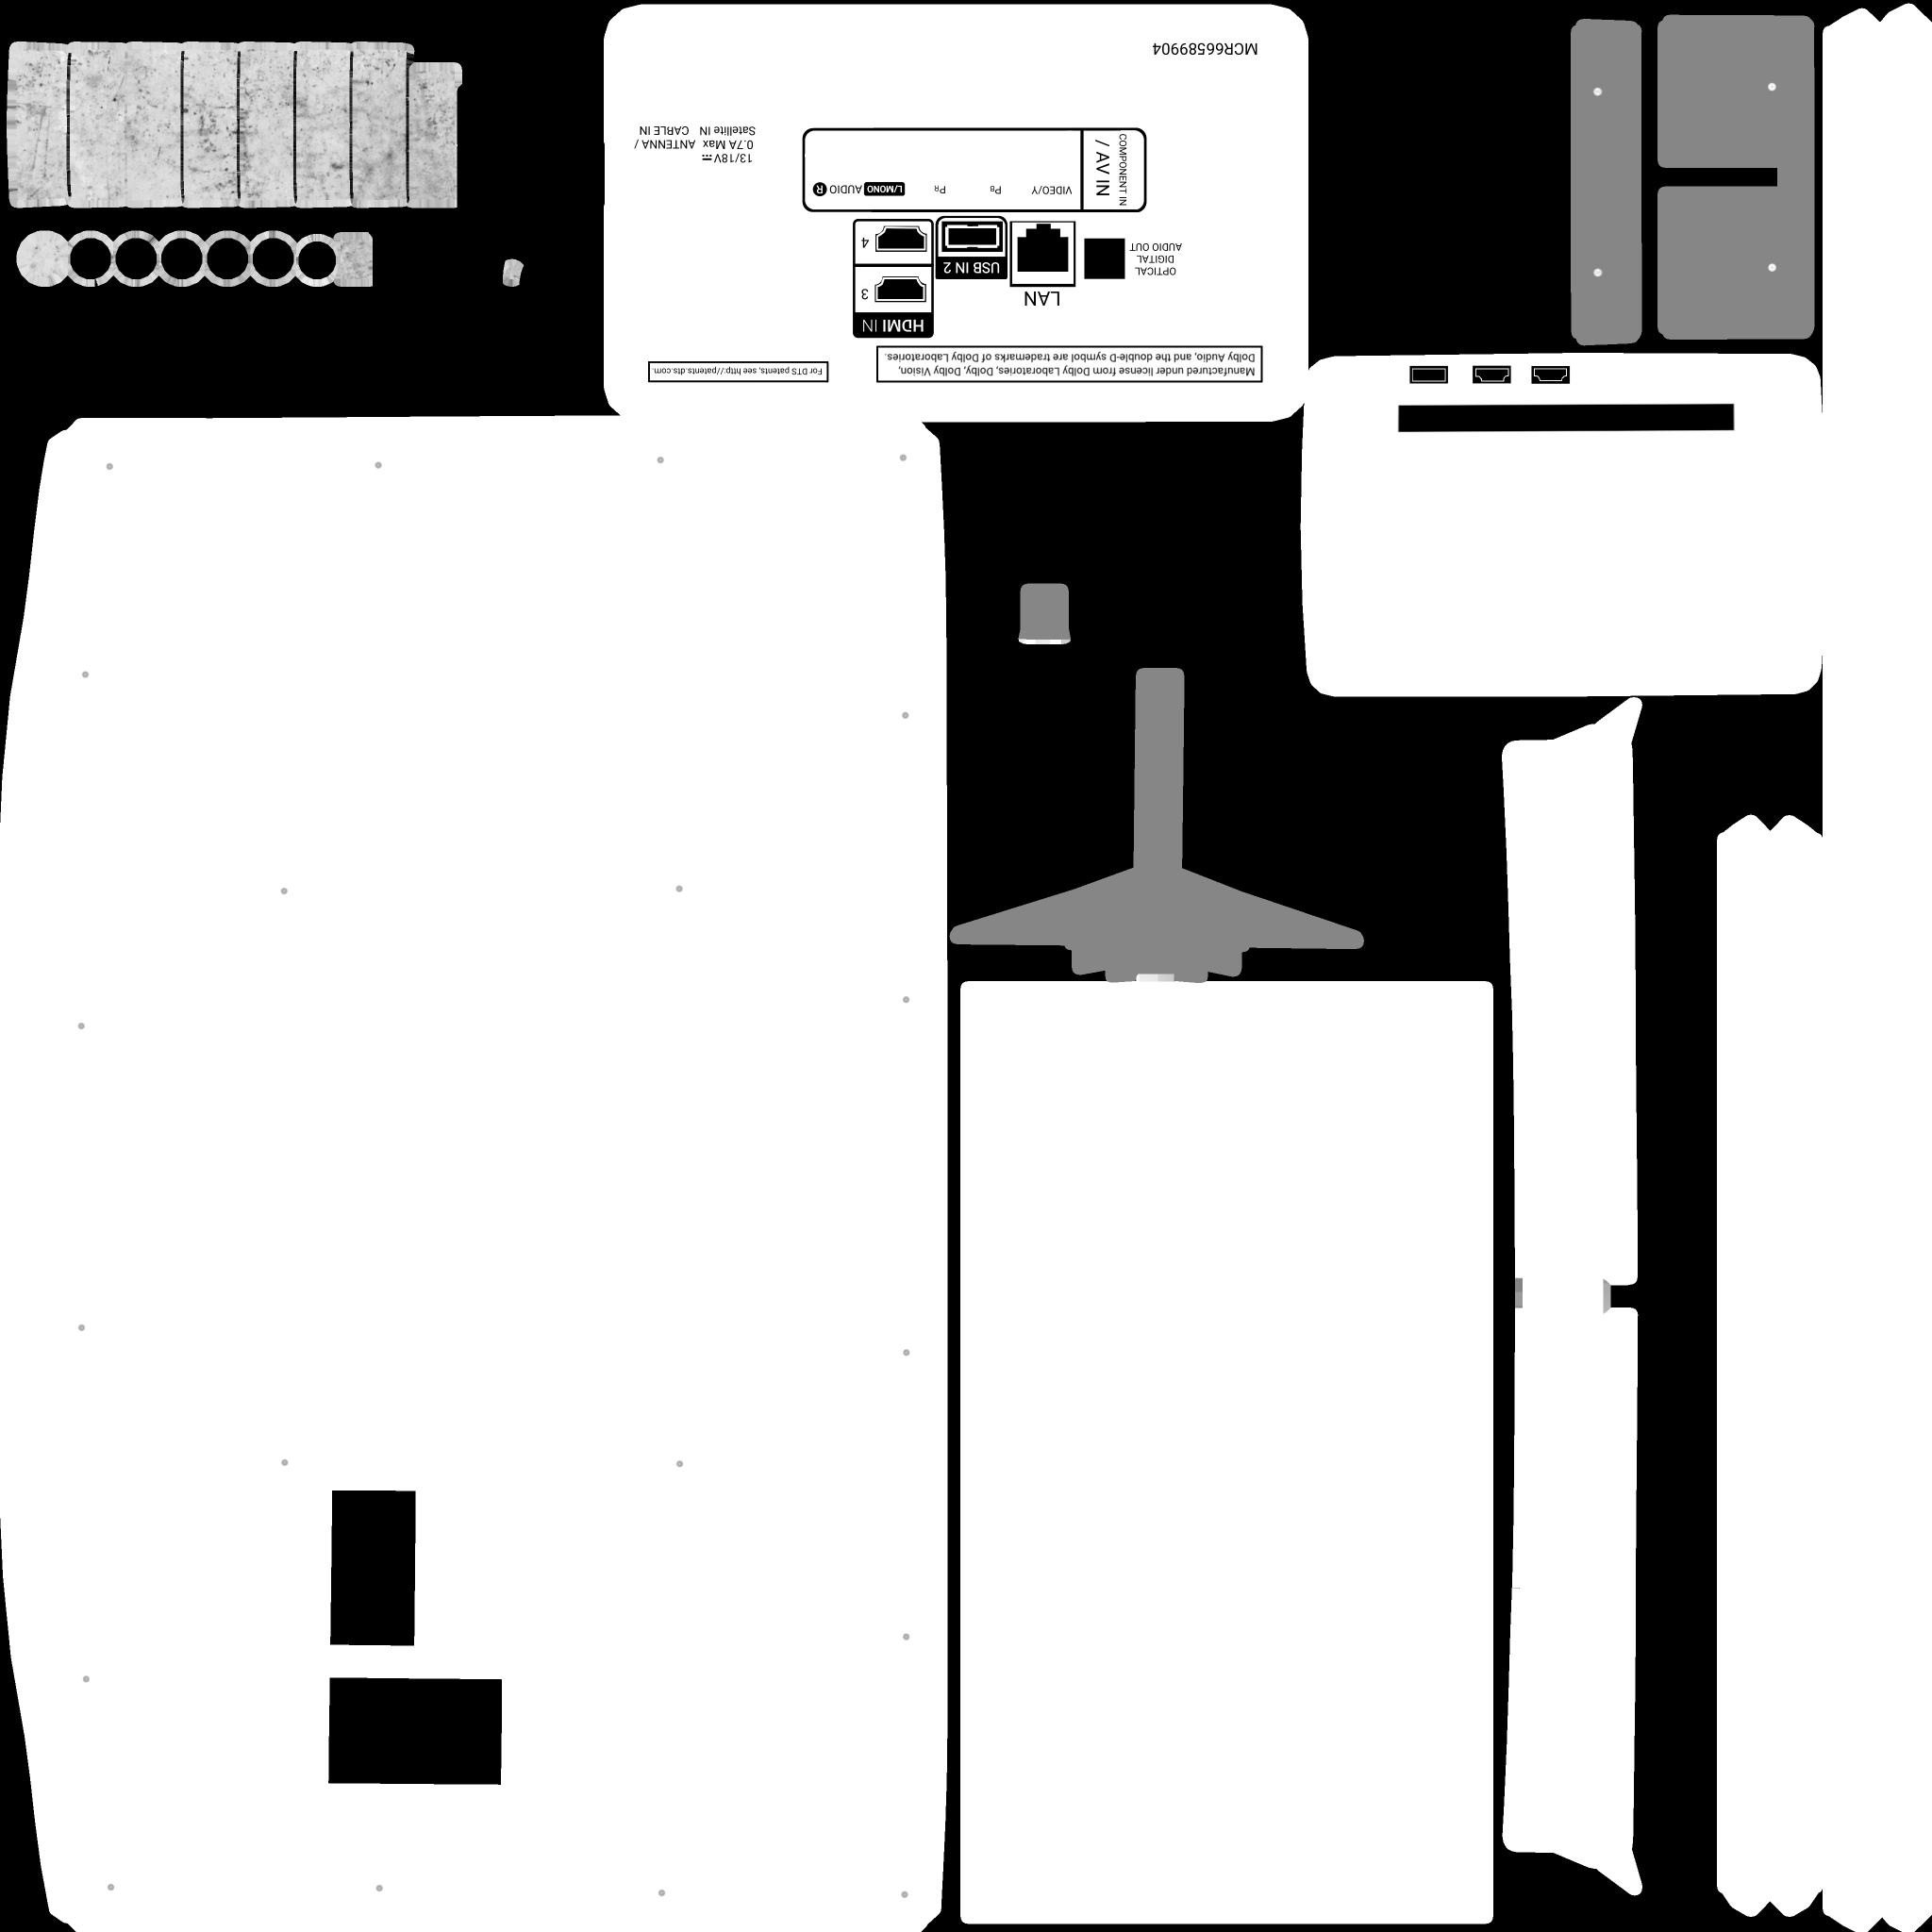 MCR66589904
13/18V⎓
0.7A Max
Satellite IN
ANTENNA /
CABLE IN
COMPONENT IN
/ AV IN
VIDEO/Y
PB
PR
L/MONO AUDIO R
4
3
HDMI IN
USB IN 2
LAN
OPTICAL
DIGITAL
AUDIO OUT
Manufactured under license from Dolby Laboratories, Dolby, Dolby Vision,
Dolby Audio, and the double-D symbol are trademarks of Dolby Laboratories.
For DTS patents, see http://patents.dts.com.